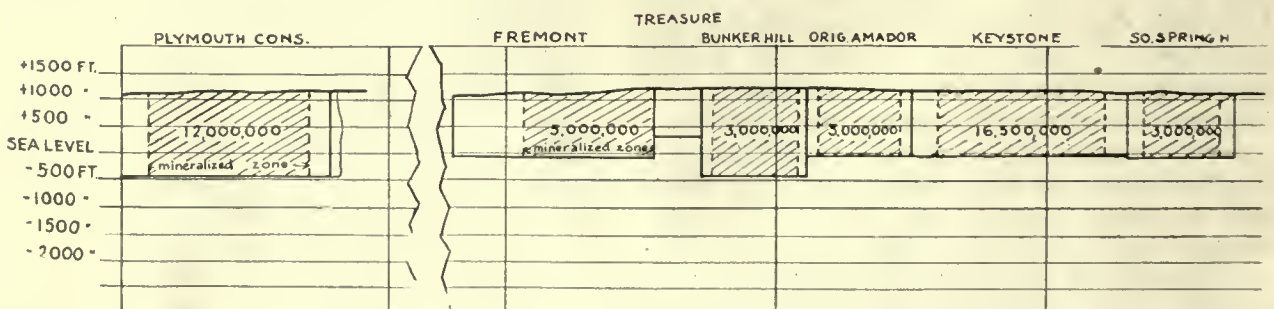 TREASURE
PLYMOUTH CONS. FREMONT BUNKER HILL ORIG. AMADOR KEYSTONE SO. SPRING H
+1500 FT.
+1000 "
+500 "
SEA LEVEL
-500 FT.
-1000 "
-1500 "
-2000 "
12,000,000 5,000,000 3,000,000 3,000,000 16,500,000 3,000,000
mineralized zone mineralized zone